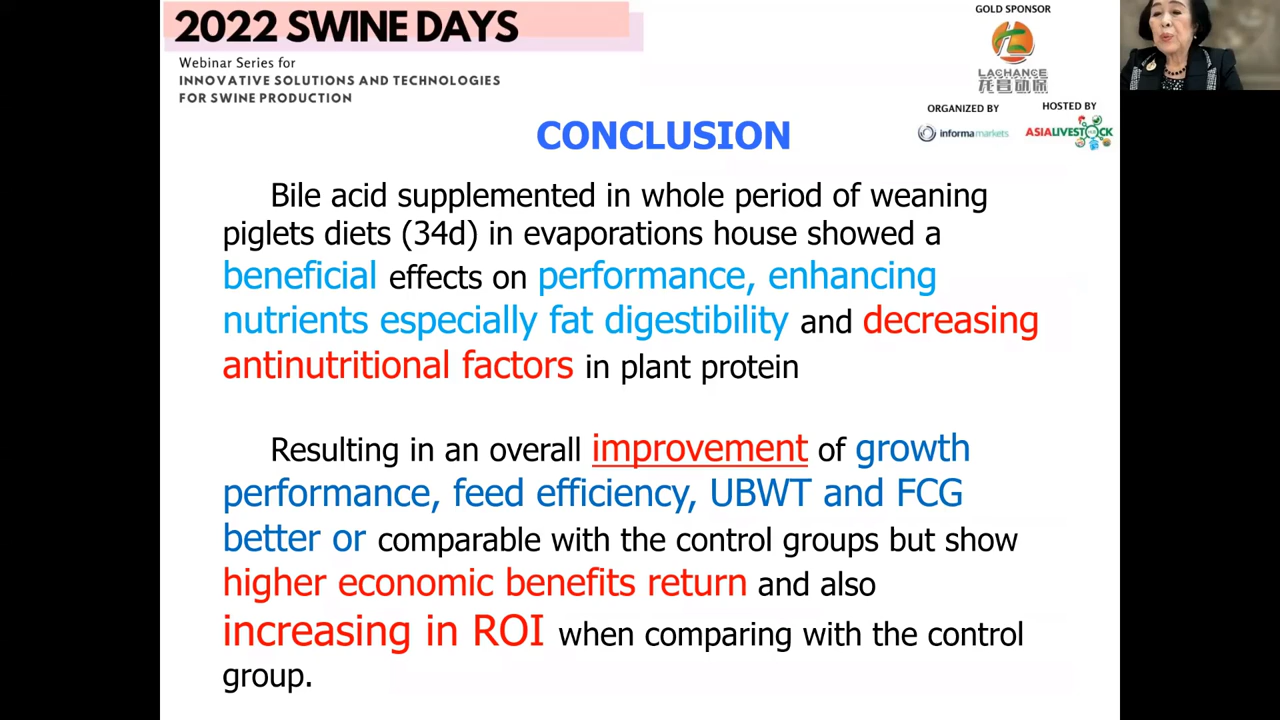 2022 SWINE DAYS
Webinar Series for
INNOVATIVE SOLUTIONS AND TECHNOLOGIES
FOR SWINE PRODUCTION
GOLD SPONSOR
LACHANCE
茂昌研保
ORGANIZED BY
informa markets
HOSTED BY
ASIALIVESTOCK
CONCLUSION
Bile acid supplemented in whole period of weaning
piglets diets (34d) in evaporations house showed a
beneficial effects on performance, enhancing
nutrients especially fat digestibility and decreasing
antinutritional factors in plant protein
Resulting in an overall improvement of growth
performance, feed efficiency, UBWT and FCG
better or comparable with the control groups but show
higher economic benefits return and also
increasing in ROI when comparing with the control
group.